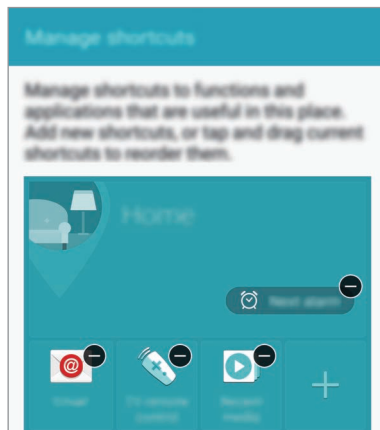 Manage shortcuts
Manage shortcuts to functions and
applications that are useful in this place.
Add new shortcuts, or tap and drag current
shortcuts to reorder them.
Home
Next alarm
Email
TV remote
control
Recent
media